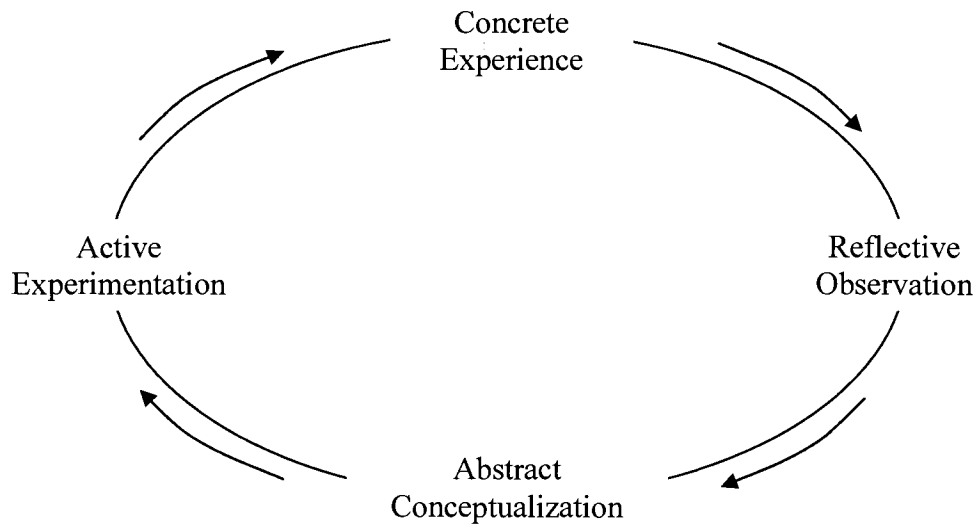 Concrete
Experience
Active
Experimentation
Reflective
Observation
Abstract
Conceptualization